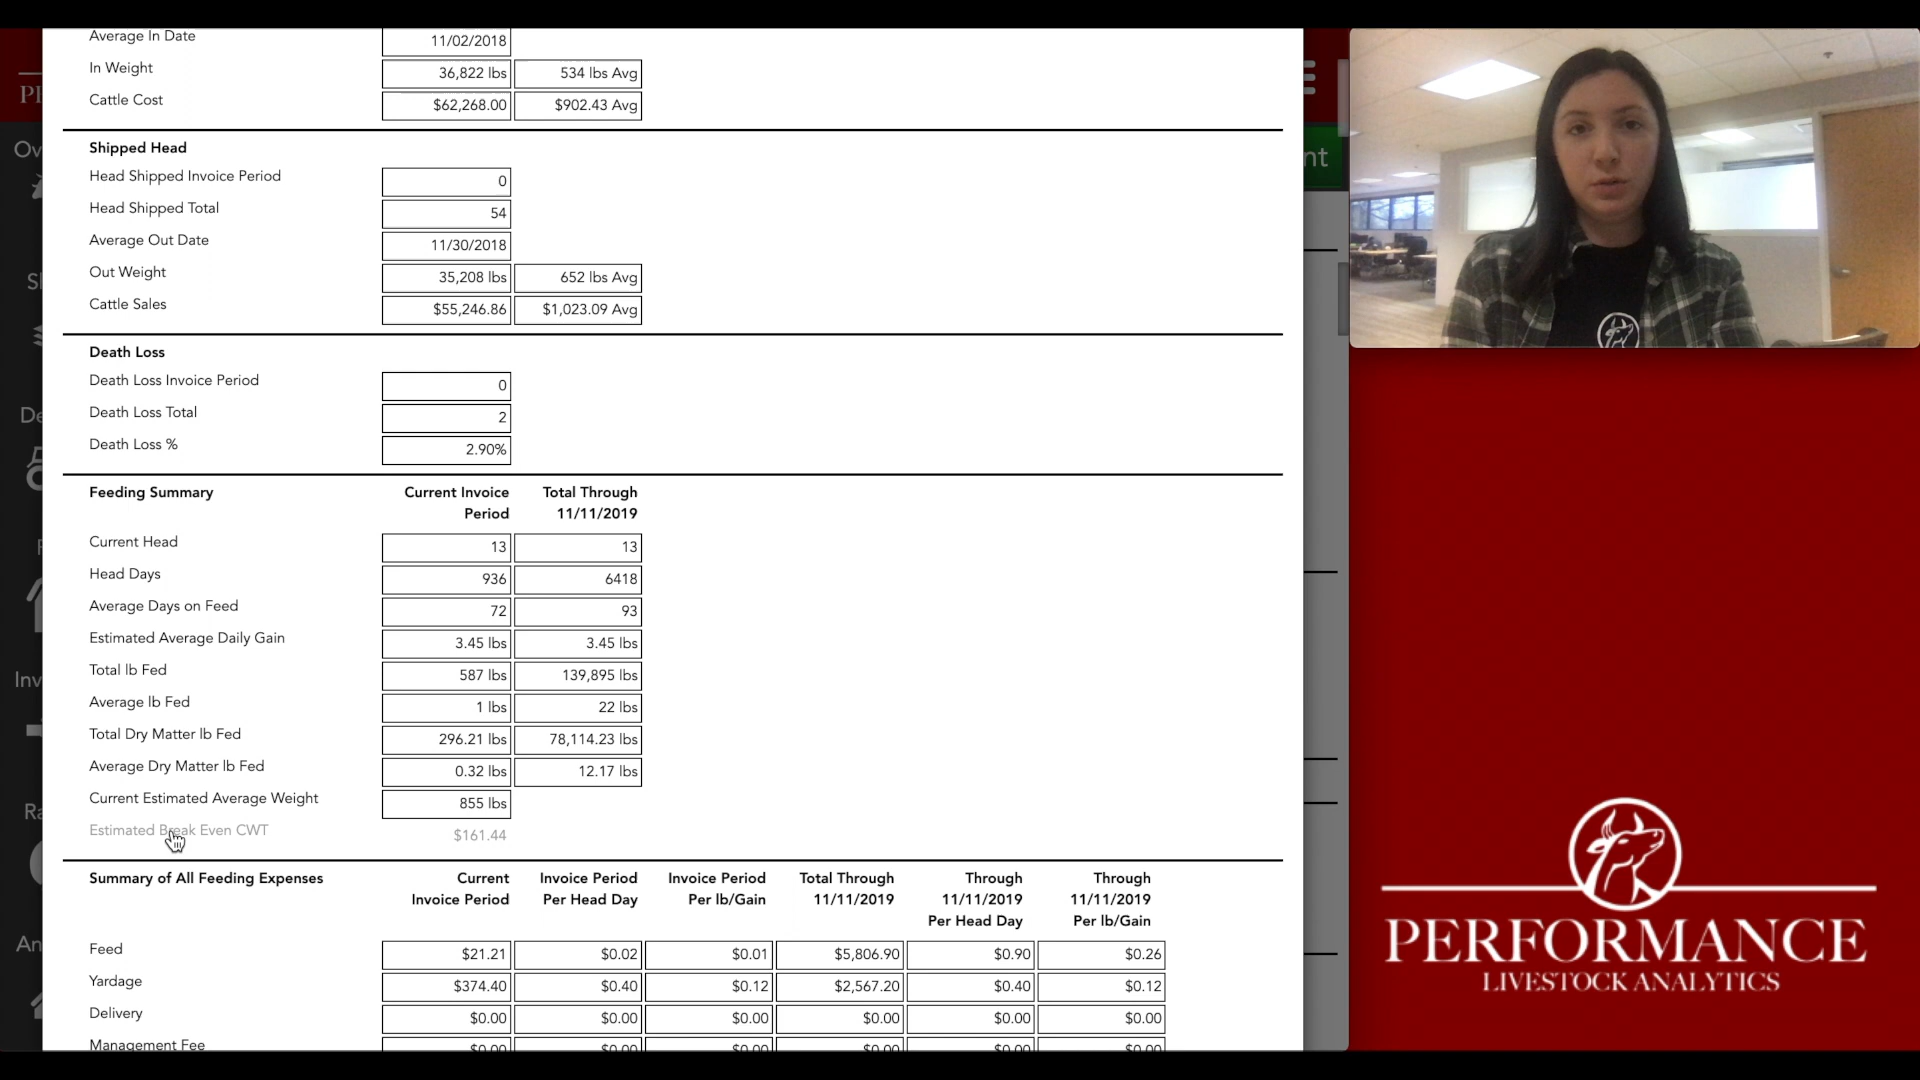 Average In Date 11/02/2018
In Weight 36,822 lbs 534 lbs Avg
Cattle Cost $62,268.00 $902.43 Avg
Shipped Head
Head Shipped Invoice Period 0
Head Shipped Total 54
Average Out Date 11/30/2018
Out Weight 35,208 lbs 652 lbs Avg
Cattle Sales $55,246.86 $1,023.09 Avg
Death Loss
Death Loss Invoice Period 0
Death Loss Total 2
Death Loss % 2.90%
Feeding Summary Current Invoice Total Through
Period 11/11/2019
Current Head 13 13
Head Days 936 6418
Average Days on Feed 72 93
Estimated Average Daily Gain 3.45 lbs 3.45 lbs
Total lb Fed 587 lbs 139,895 lbs
Average lb Fed 1 lbs 22 lbs
Total Dry Matter lb Fed 296.21 lbs 78,114.23 lbs
Average Dry Matter lb Fed 0.32 lbs 12.17 lbs
Current Estimated Average Weight 855 lbs
Estimated Break Even CWT $161.44
Summary of All Feeding Expenses Current Invoice Period Invoice Period Total Through Through Through
Invoice Period Per Head Day Per lb/Gain 11/11/2019 11/11/2019 11/11/2019
Per Head Day Per lb/Gain
Feed $21.21 $0.02 $0.01 $5,806.90 $0.90 $0.26
Yardage $374.40 $0.40 $0.12 $2,567.20 $0.40 $0.12
Delivery $0.00 $0.00 $0.00 $0.00 $0.00 $0.00
Management Fee $0.00 $0.00 $0.00 $0.00 $0.00 $0.00
PERFORMANCE
LIVESTOCK ANALYTICS